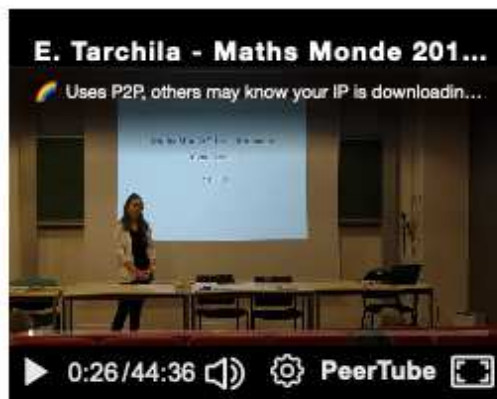 E. Tarchila - Maths Monde 201...
Uses P2P, others may know your IP is downloadin...
0:26/44:36 PeerTube